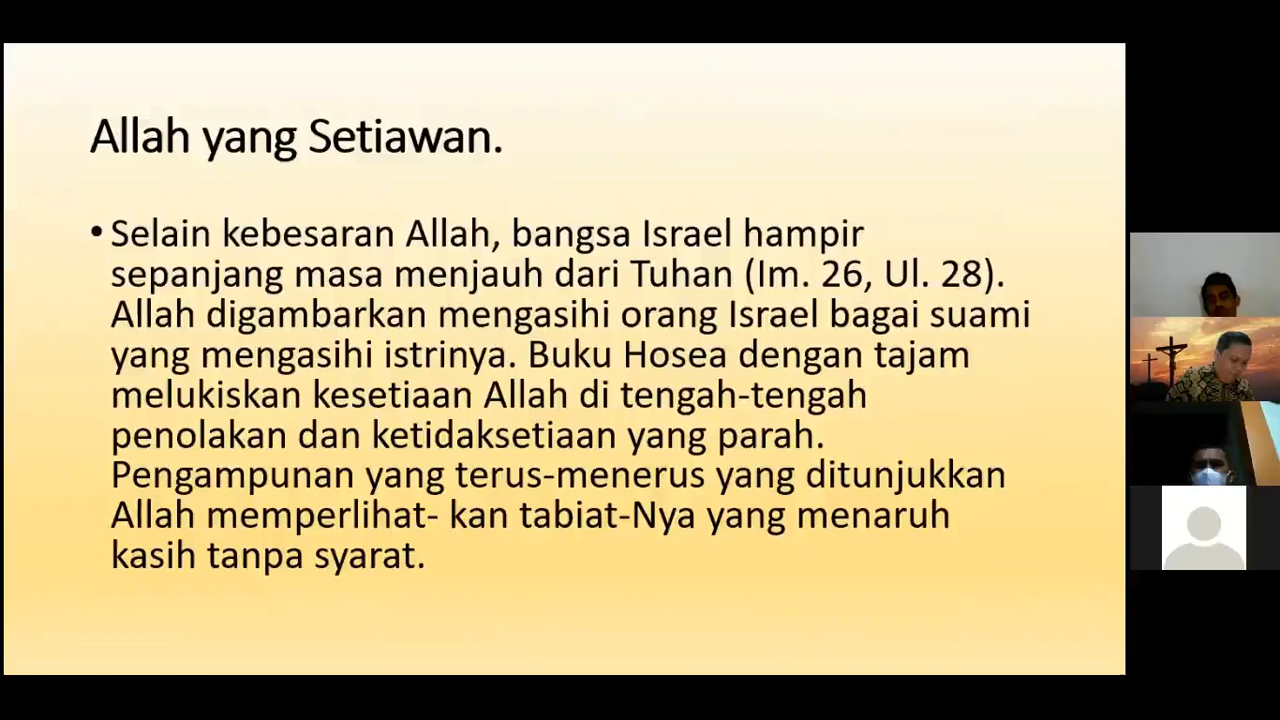 Allah yang Setiawan.
• Selain kebesaran Allah, bangsa Israel hampir
sepanjang masa menjauh dari Tuhan (Im. 26, Ul. 28).
Allah digambarkan mengasihi orang Israel bagai suami
yang mengasihi istrinya. Buku Hosea dengan tajam
melukiskan kesetiaan Allah di tengah-tengah
penolakan dan ketidaksetiaan yang parah.
Pengampunan yang terus-menerus yang ditunjukkan
Allah memperlihat- kan tabiat-Nya yang menaruh
kasih tanpa syarat.